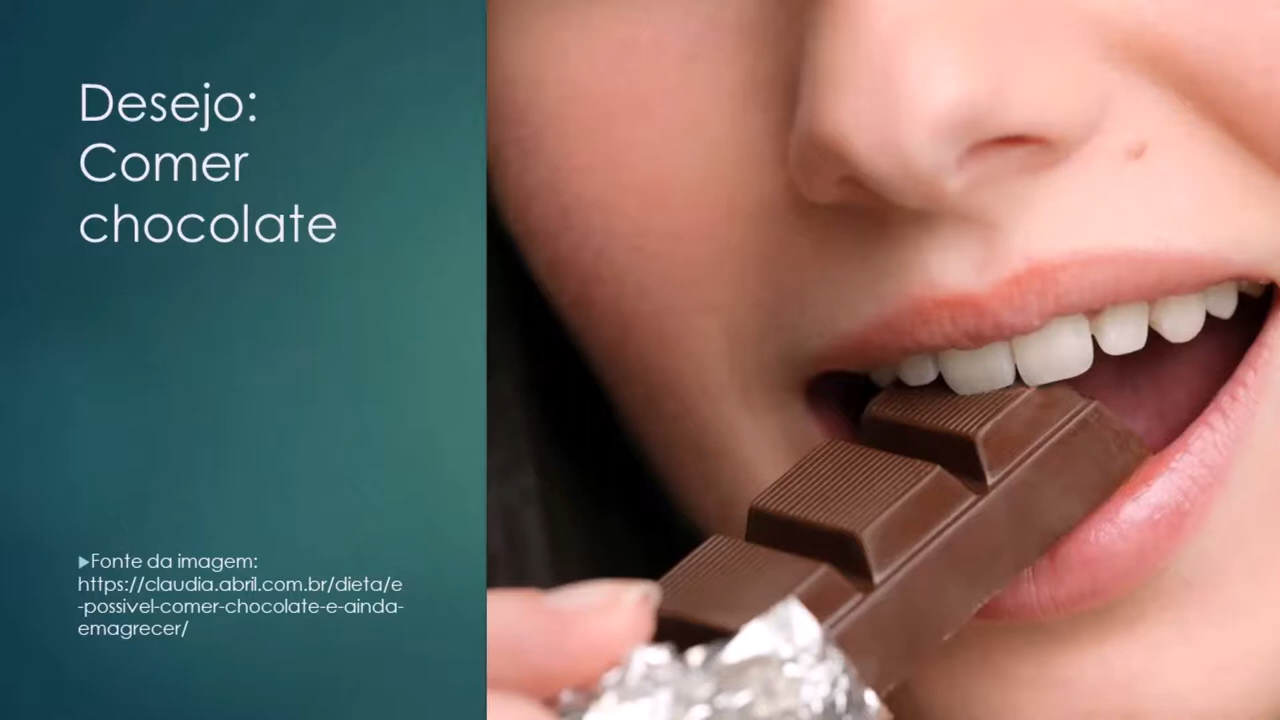 Desejo:
Comer
chocolate
Fonte da imagem:
https://claudia.abril.com.br/dieta/e
-possivel-comer-chocolate-e-ainda-
emagrecer/